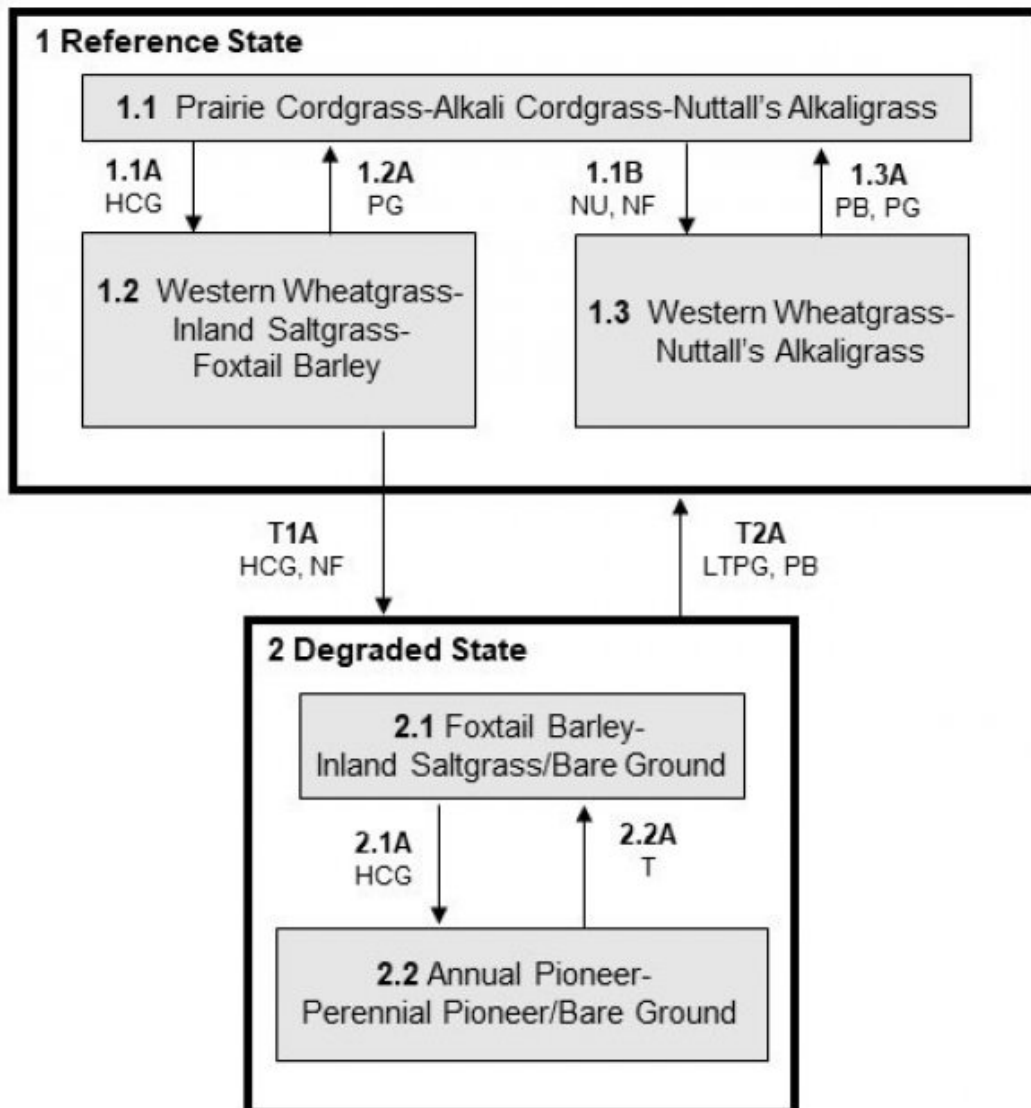 1 Reference State
1.1 Prairie Cordgrass-Alkali Cordgrass-Nuttall's Alkaligrass
1.1A
HCG
1.2A
PG
1.1B
NU, NF
1.3A
PB, PG
1.2 Western Wheatgrass-
Inland Saltgrass-
Foxtail Barley
1.3 Western Wheatgrass-
Nuttall's Alkaligrass
T1A
HCG, NF
T2A
LTPG, PB
2 Degraded State
2.1 Foxtail Barley-
Inland Saltgrass/Bare Ground
2.1A
HCG
2.2A
T
2.2 Annual Pioneer-
Perennial Pioneer/Bare Ground